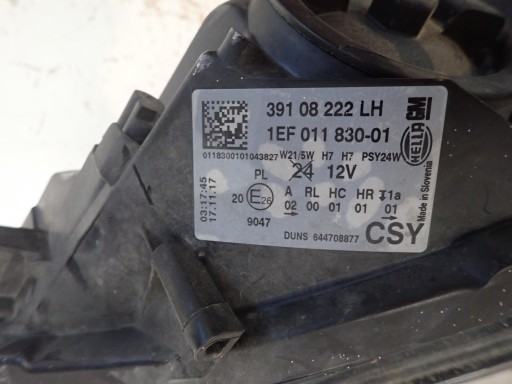 39108 222 LH
1EF 011 830-01
GM
HELLA
0118300101043827 W21/5W H7 H7 PSY24W
PL 24 12V
03:17:45
17.11.17
20 E26 A RL HC HR 11a
02 00 01 01 01
9047
DUNS 644708877 CSY
Made in Slovenia